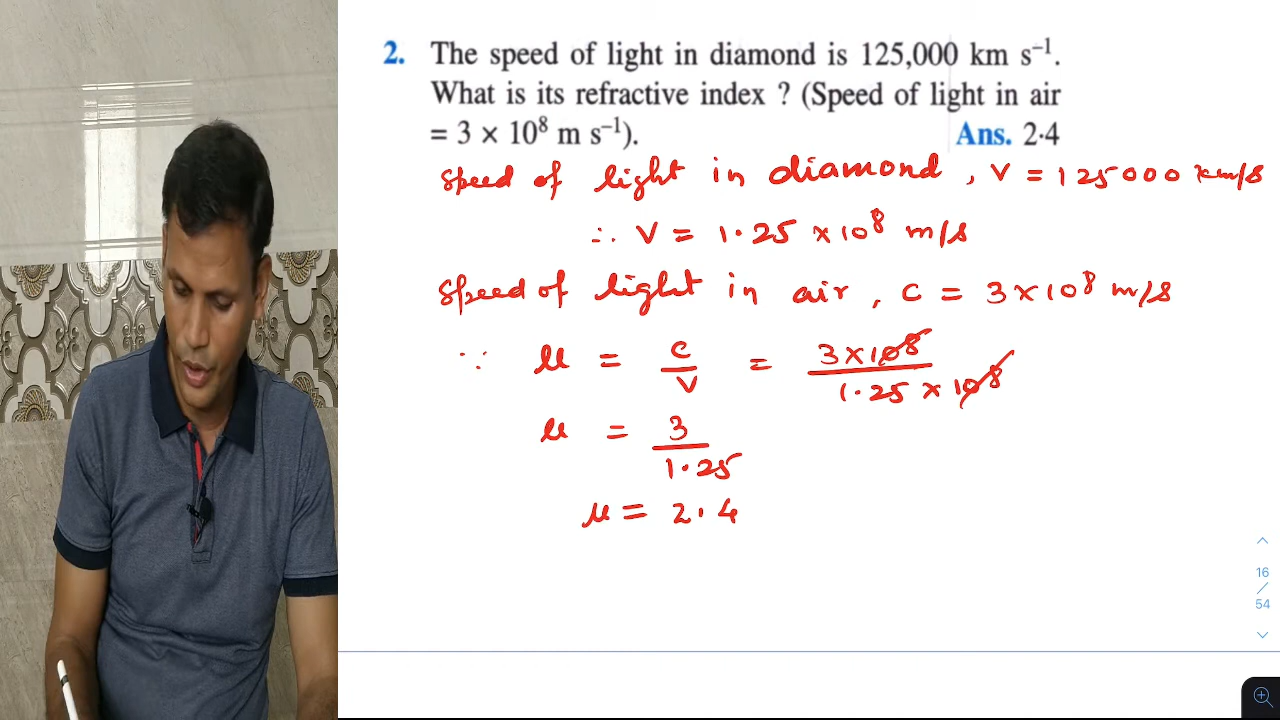 2. The speed of light in diamond is 125,000 km s⁻¹.
What is its refractive index ? (Speed of light in air
= 3 × 10⁸ m s⁻¹). Ans. 2·4
Speed of light in diamond, V = 125000 km/s
∴ V = 1.25 × 10⁸ m/s
Speed of light in air, C = 3 × 10⁸ m/s
∵ μ = C/V = 3 × 10⁸ / 1.25 × 10⁸
μ = 3 / 1.25
μ = 2.4
16
/
54